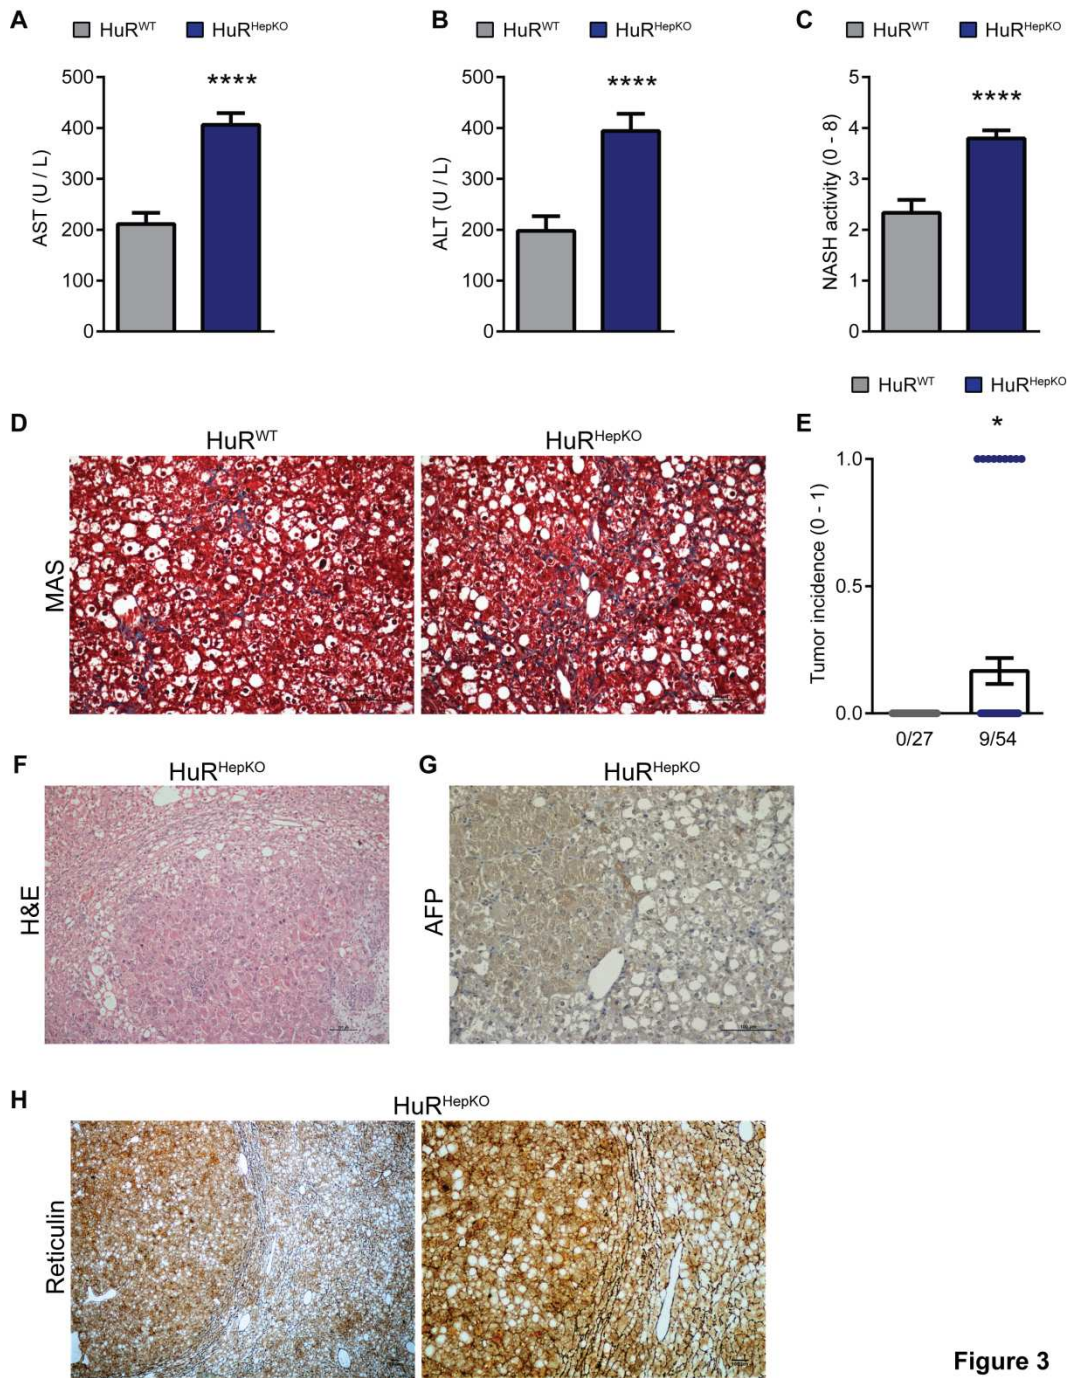 A
HuR^WT HuR^HepKO
****
AST (U / L)
500
400
300
200
100
0
B
HuR^WT HuR^HepKO
****
ALT (U / L)
500
400
300
200
100
0
C
HuR^WT HuR^HepKO
****
NASH activity (0 - 8)
5
4
3
2
1
0
D
HuR^WT HuR^HepKO
MAS
HuR^WT HuR^HepKO
E
*
Tumor incidence (0 - 1)
1.0
0.5
0.0
0/27 9/54
F
HuR^HepKO
H&E
G
HuR^HepKO
AFP
H
HuR^HepKO
Reticulin
Figure 3